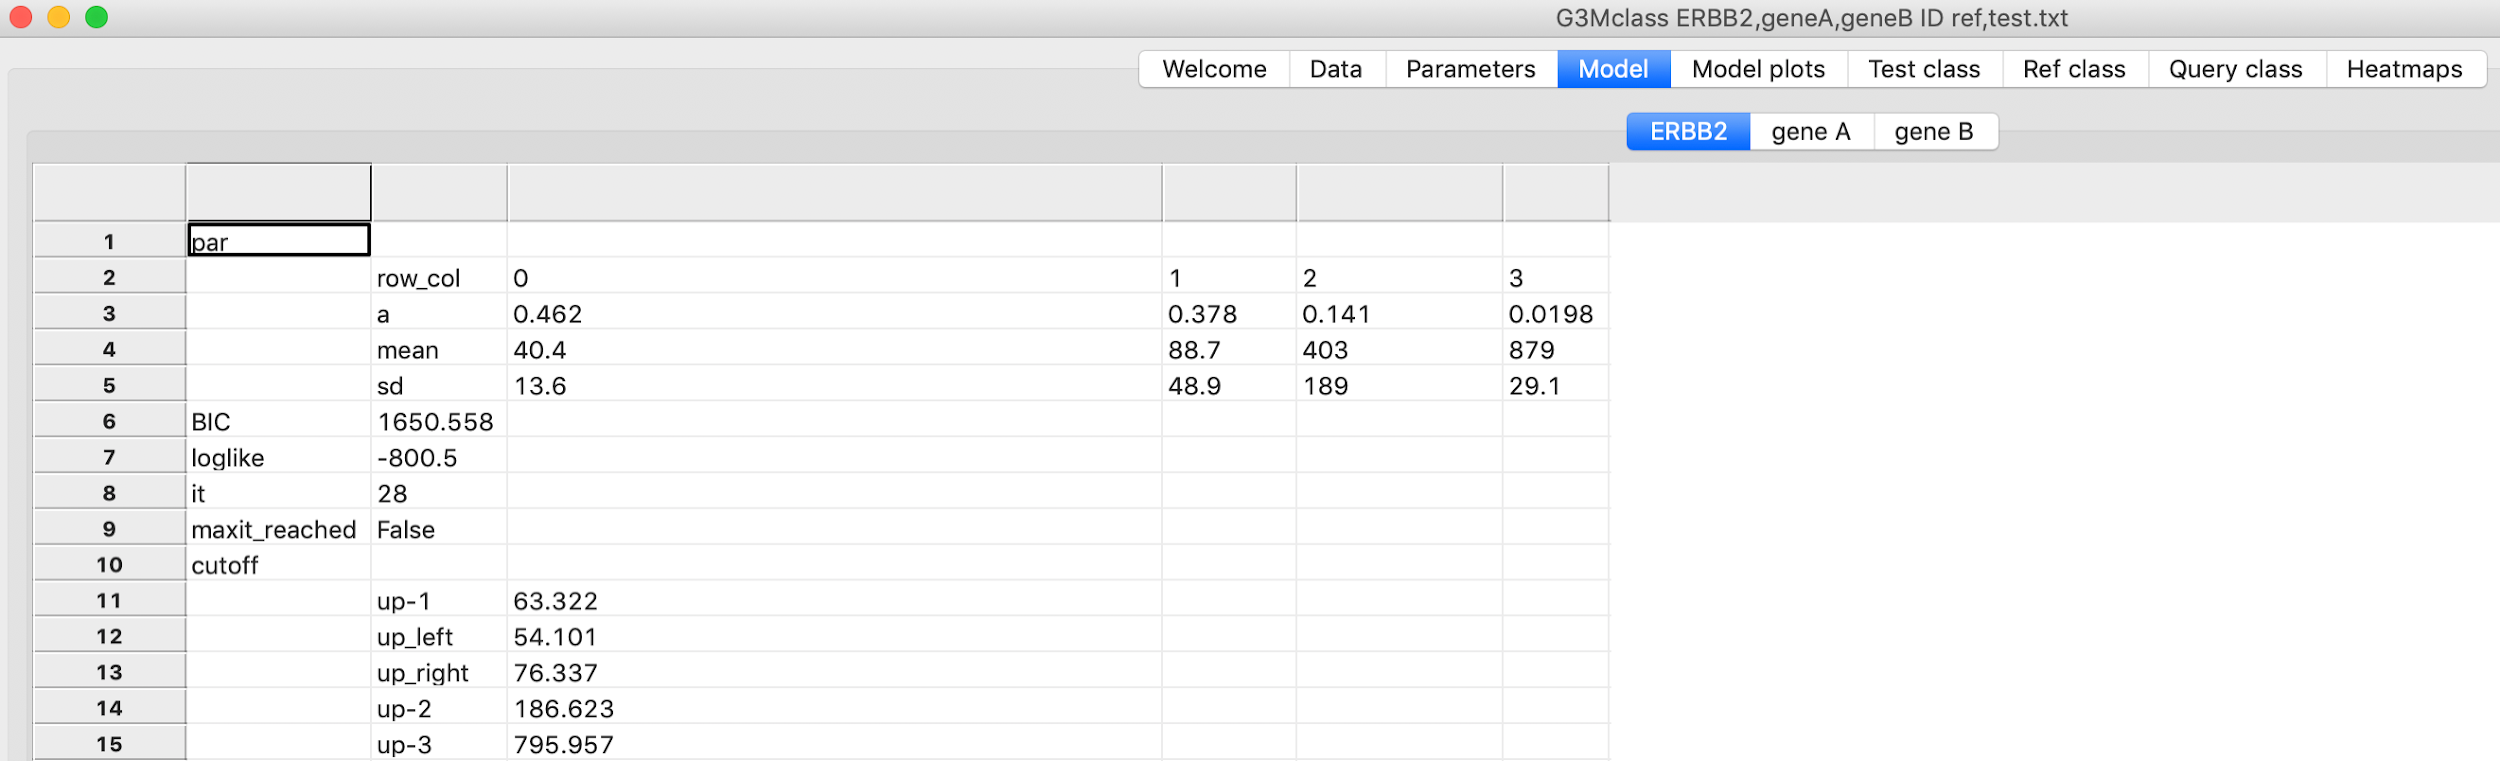 G3Mclass ERBB2,geneA,geneB ID ref,test.txt
Welcome Data Parameters Model Model plots Test class Ref class Query class Heatmaps
ERBB2 gene A gene B
1 par
2 row_col 0 1 2 3
3 a 0.462 0.378 0.141 0.0198
4 mean 40.4 88.7 403 879
5 sd 13.6 48.9 189 29.1
6 BIC 1650.558
7 loglike -800.5
8 it 28
9 maxit_reached False
10 cutoff
11 up-1 63.322
12 up_left 54.101
13 up_right 76.337
14 up-2 186.623
15 up-3 795.957